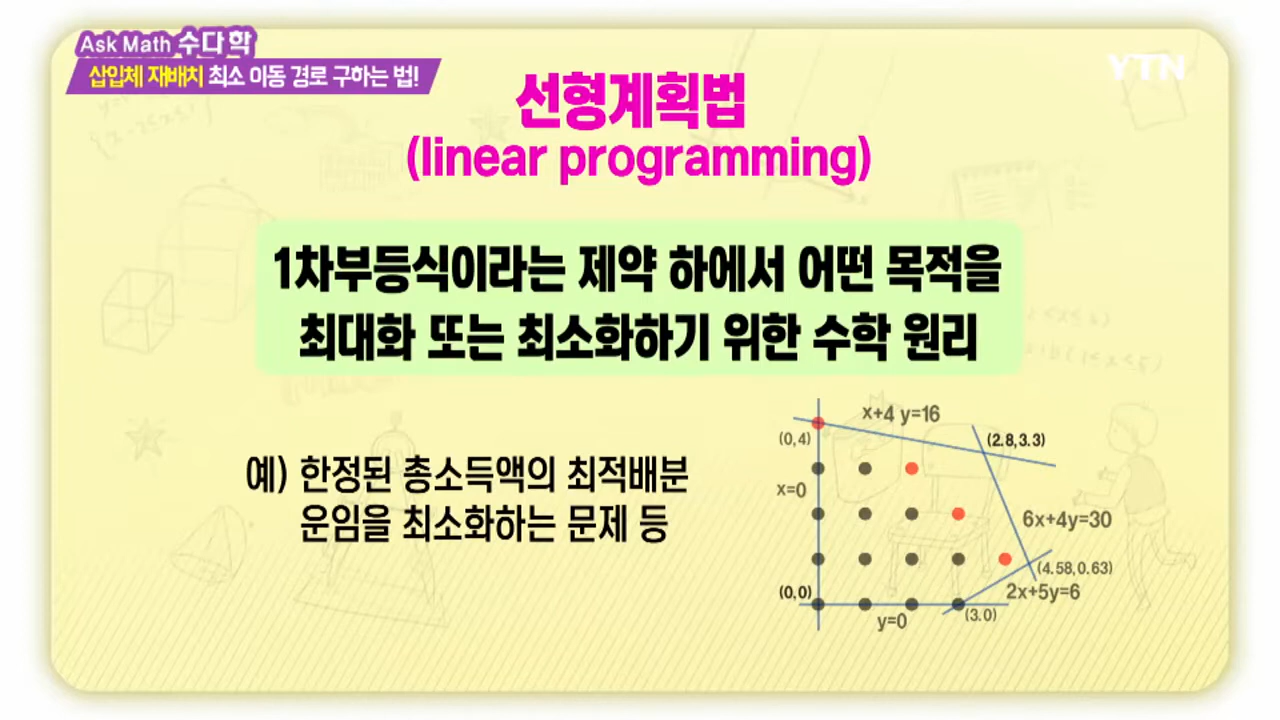 Ask Math 수다학
삽입체 재배치 최소 이동 경로 구하는 법!
YTN
선형계획법
(linear programming)
1차부등식이라는 제약 하에서 어떤 목적을
최대화 또는 최소화하기 위한 수학 원리
예) 한정된 총소득액의 최적배분
운임을 최소화하는 문제 등
x+4 y=16
(0,4)
(2.8,3.3)
x=0
6x+4y=30
(4.58,0.63)
(0,0)
2x+5y=6
(3.0)
y=0